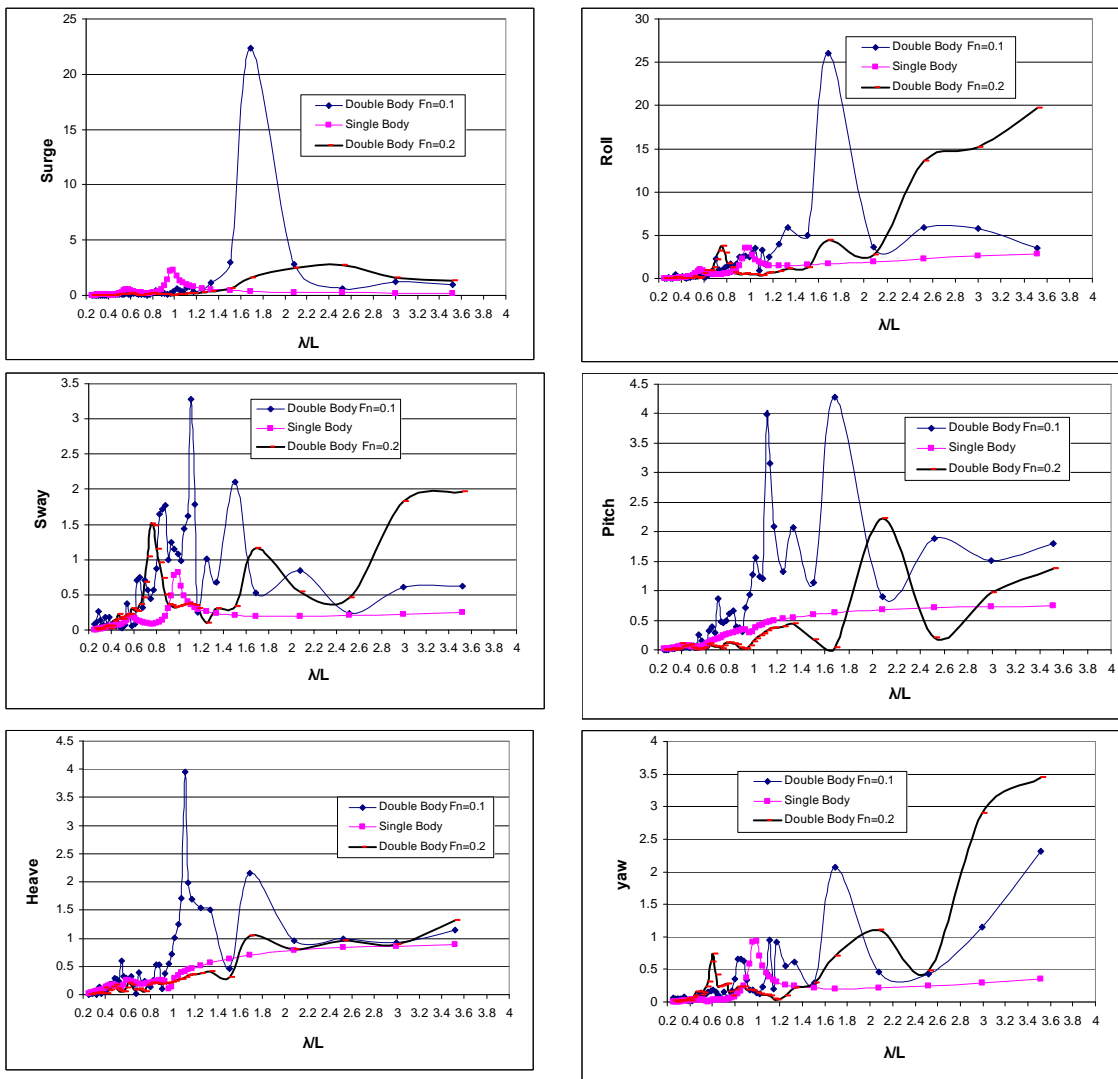 25
20
15
10
5
0
Surge
Double Body Fn=0.1
Single Body
Double Body Fn=0.2
0.2 0.4 0.6 0.8 1 1.2 1.4 1.6 1.8 2 2.2 2.4 2.6 2.8 3 3.2 3.4 3.6 3.8 4
λ/L
30
25
20
15
10
5
0
Roll
Double Body Fn=0.1
Single Body
Double Body Fn=0.2
0.2 0.4 0.6 0.8 1 1.2 1.4 1.6 1.8 2 2.2 2.4 2.6 2.8 3 3.2 3.4 3.6 3.8 4
λ/L
3.5
3
2.5
2
1.5
1
0.5
0
Sway
Double Body Fn=0.1
Single Body
Double Body Fn=0.2
0.2 0.4 0.6 0.8 1 1.2 1.4 1.6 1.8 2 2.2 2.4 2.6 2.8 3 3.2 3.4 3.6 3.8 4
λ/L
4.5
4
3.5
3
2.5
2
1.5
1
0.5
0
Pitch
Double Body Fn=0.1
Single Body
Double Body Fn=0.2
0.2 0.4 0.6 0.8 1 1.2 1.4 1.6 1.8 2 2.2 2.4 2.6 2.8 3 3.2 3.4 3.6 3.8 4
λ/L
4.5
4
3.5
3
2.5
2
1.5
1
0.5
0
Heave
Double Body Fn=0.1
Single Body
Double Body Fn=0.2
0.2 0.4 0.6 0.8 1 1.2 1.4 1.6 1.8 2 2.2 2.4 2.6 2.8 3 3.2 3.4 3.6 3.8 4
λ/L
4
3.5
3
2.5
2
1.5
1
0.5
0
yaw
Double Body Fn=0.1
Single Body
Double Body Fn=0.2
0.2 0.4 0.6 0.8 1 1.2 1.4 1.6 1.8 2 2.2 2.4 2.6 2.8 3 3.2 3.4 3.6 3.8 4
λ/L